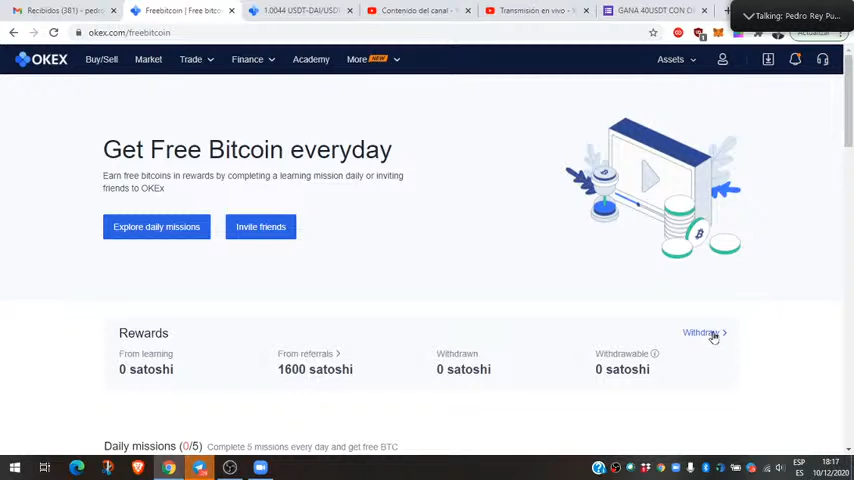 Recibidos (381) - pedro
Freebitcoin | Free bitco
1.0044 USDT-DAI/USD
Contenido del canal -
Transmisión en vivo -
GANA 40USDT CON O
Talking: Pedro Rey Pu...
okex.com/freebitcoin
1
Actualizar
OKEX
Buy/Sell
Market
Trade
Finance
Academy
More NEW
Assets
Get Free Bitcoin everyday
Earn free bitcoins in rewards by completing a learning mission daily or inviting
friends to OKEx
Explore daily missions
Invite friends
Rewards
Withdraw
From learning
From referrals
Withdrawn
Withdrawable
0 satoshi
1600 satoshi
0 satoshi
0 satoshi
Daily missions (0/5) Complete 5 missions every day and get free BTC
ESP
ES
18:17
10/12/2020